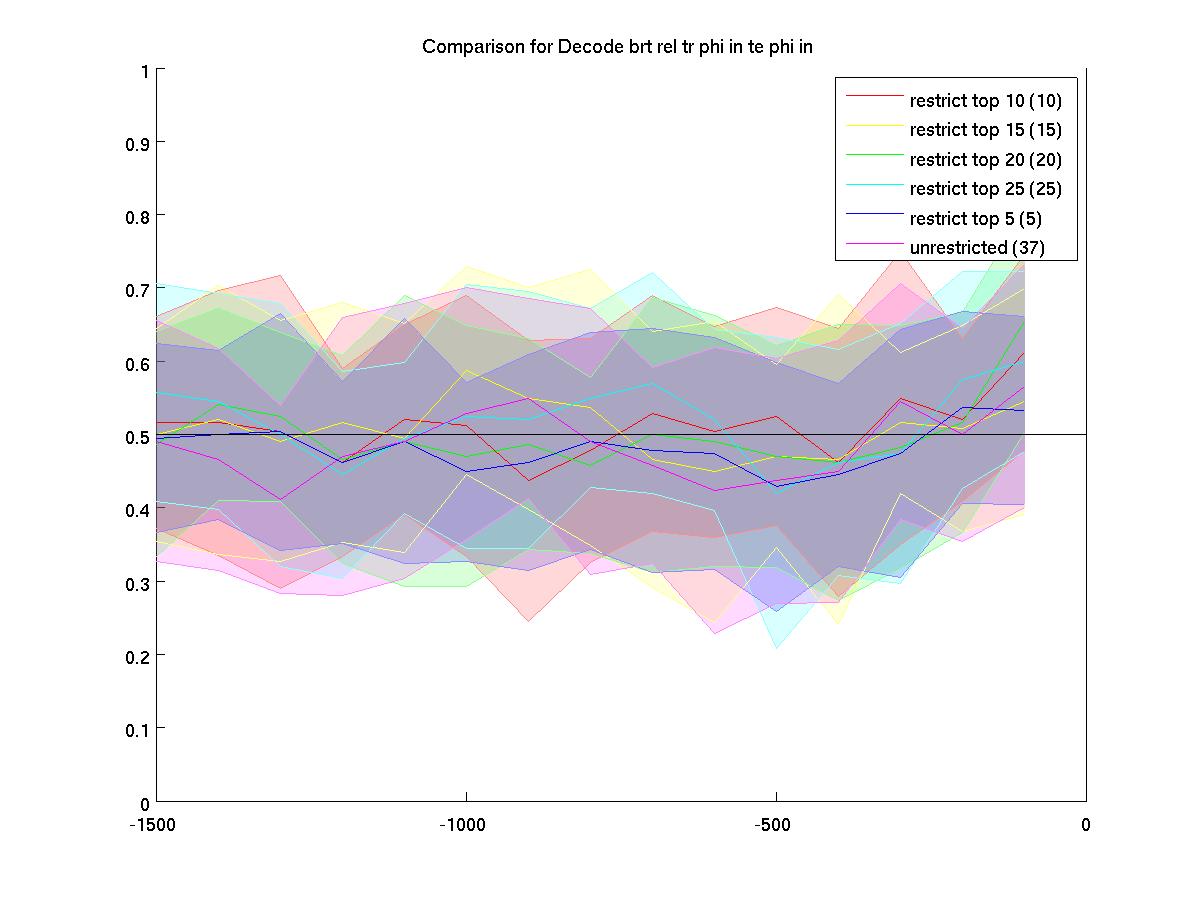 Comparison for Decode brt rel tr phi in te phi in
1
0.9
0.8
0.7
0.6
0.5
0.4
0.3
0.2
0.1
0
-1500
-1000
-500
0
restrict top 10 (10)
restrict top 15 (15)
restrict top 20 (20)
restrict top 25 (25)
restrict top 5 (5)
unrestricted (37)